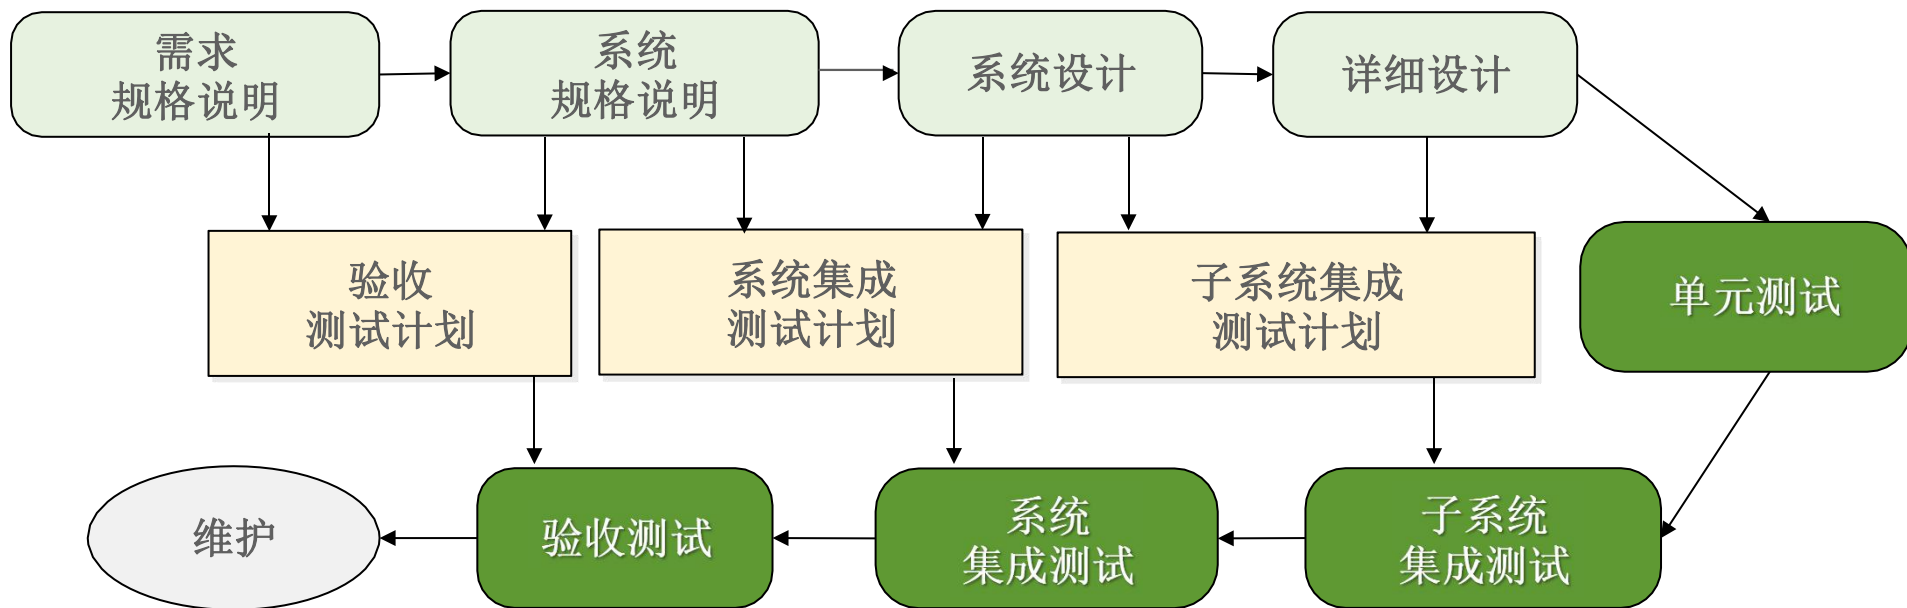 需求
规格说明
系统
规格说明
系统设计
详细设计
验收
测试计划
系统集成
测试计划
子系统集成
测试计划
单元测试
维护
验收测试
系统
集成测试
子系统
集成测试